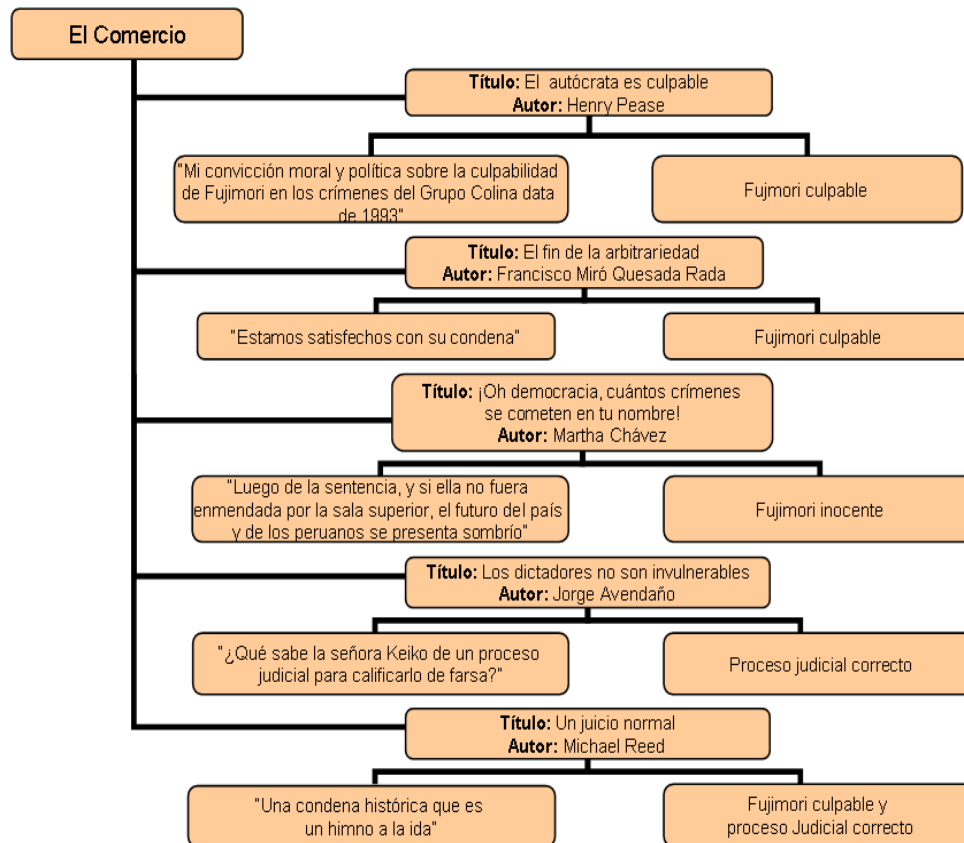 El Comercio
Título: El autócrata es culpable
Autor: Henry Pease
"Mi convicción moral y política sobre la culpabilidad
de Fujimori en los crímenes del Grupo Colina data
de 1993"
Fujmori culpable
Título: El fin de la arbitrariedad
Autor: Francisco Miró Quesada Rada
"Estamos satisfechos con su condena"
Fujimori culpable
Título: ¡Oh democracia, cuántos crímenes
se cometen en tu nombre!
Autor: Martha Chávez
"Luego de la sentencia, y si ella no fuera
enmendada por la sala superior, el futuro del país
y de los peruanos se presenta sombrío"
Fujimori inocente
Título: Los dictadores no son invulnerables
Autor: Jorge Avendaño
"¿Qué sabe la señora Keiko de un proceso
judicial para calificarlo de farsa?"
Proceso judicial correcto
Título: Un juicio normal
Autor: Michael Reed
"Una condena histórica que es
un himno a la ida"
Fujimori culpable y
proceso Judicial correcto